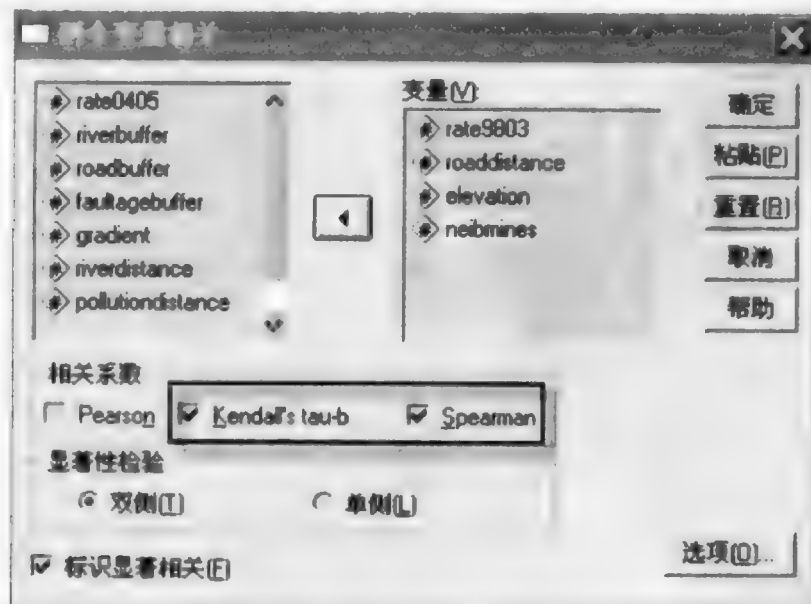 两个变量相关
rate0405
riverbuffer
roadbuffer
faultagebuffer
gradient
riverdistance
pollutiondistance
变量(V):
rate9803
roaddistance
elevation
neibmines
确定
粘贴(P)
重置(R)
取消
帮助
相关系数
Pearson Kendall's tau-b Spearman
显著性检验
双侧(T) 单侧(L)
标识显著相关(F)
选项(O)...